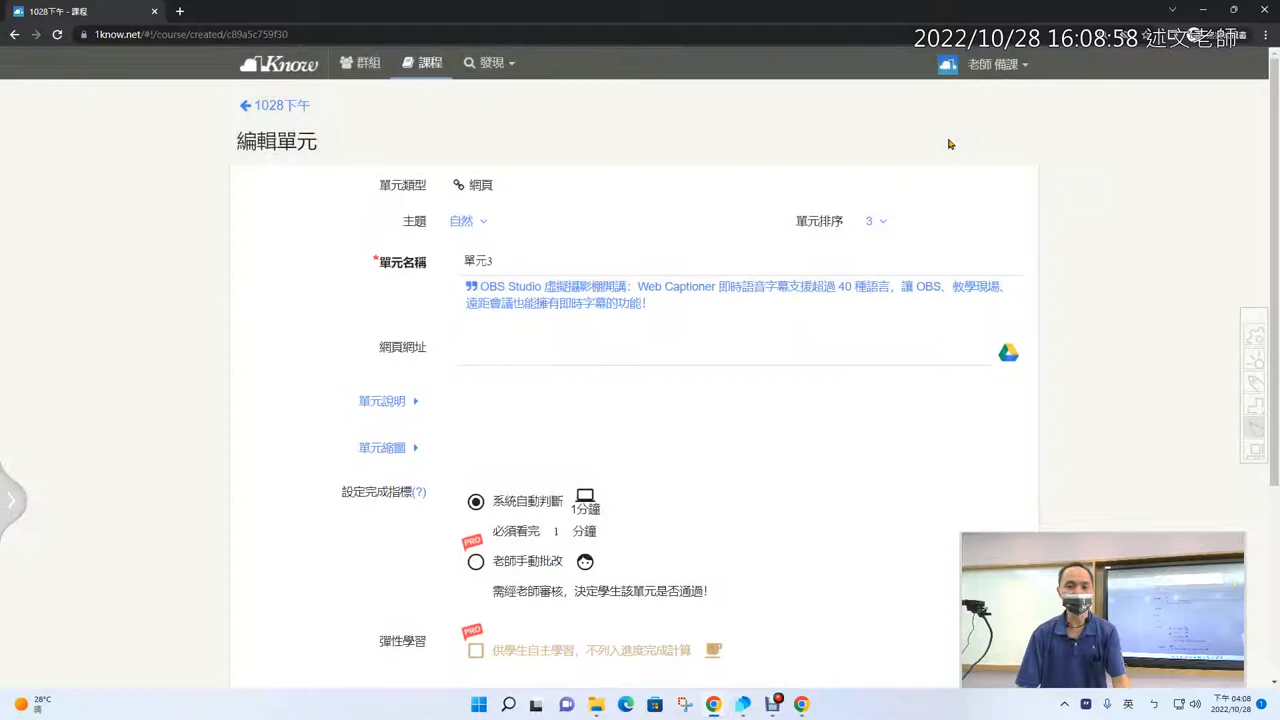 1028下午 - 課程
1know.net/#!/course/created/c89a5c759f30
2022/10/28 16:08:58 述文老師
1Know
群組
課程
發現
老師 備課
1028下午
編輯單元
單元類型
網頁
主題
自然
單元排序
3
*單元名稱
單元3
OBS Studio 虛擬攝影棚開講：Web Captioner 即時語音字幕支援超過 40 種語言，讓 OBS、教學現場、
遠距會議也能擁有即時字幕的功能！
網頁網址
單元說明
單元縮圖
設定完成指標(?)
系統自動判斷
1分鐘
必須看完 1 分鐘
PRO
老師手動批改
需經老師審核，決定學生該單元是否通過！
彈性學習
PRO
供學生自主學習，不列入進度完成計算
28°C
英
下午 04:08
2022/10/28